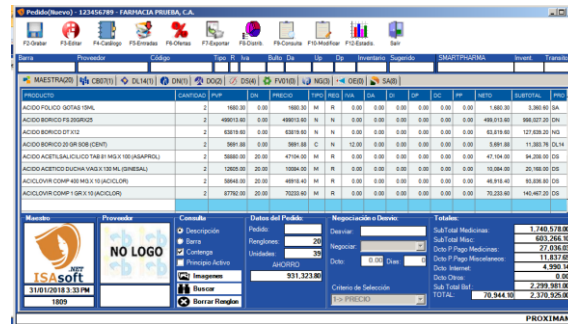 Pedido(Nuevo) - 123456789 - FARMACIA PRUEBA, C.A.
F2-Grabar F3-Editar F4-Catálogo F5-Entradas F6-Ofertas F7-Exportar F8-Distrib. F9-Consulta F10-Modificar F12-Estadis. Salir
Barra Proveedor Código Tipo R Iva Bulto Da Up Dp Inventario Sugerido SMARTPHARMA Invent. Transito
MAESTRA(20) CB07(1) DL14(1) DN(1) DO(2) DS(4) FV01(0) NG(3) OE(0) SA(8)
PRODUCTO CANTIDAD PVP DN PRECIO TIPO REG IVA DA DI DP DC PP NETO SUBTOTAL PRO
ACIDO FOLICO GOTAS 15ML 2 1680.30 0.00 1680.30 M R 0.00 0.00 0.00 0.00 0.00 0.00 1,680.30 3,360.60 SA
ACIDO BORICO FS 20GRX25 2 499013.60 0.00 499013.60 N N 0.00 0.00 0.00 0.00 0.00 0.00 499,013.60 998,027.20 DN
ACIDO BORICO DT X12 2 63819.60 0.00 63819.60 N N 0.00 0.00 0.00 0.00 0.00 0.00 63,819.60 127,639.20 NG
ACIDO BORICO 20 GR SOB (CENT) 2 5691.88 0.00 5691.88 C N 12.00 0.00 0.00 0.00 0.00 0.00 5,691.88 11,383.76 DL14
ACIDO ACETILSALICILICO TAB 81 MG X 100 (ASAPROL) 2 58880.00 20.00 47104.00 M R 0.00 0.00 0.00 0.00 0.00 0.00 47,104.00 94,208.00 DS
ACIDO ACETICO DUCHA VAG X 130 ML (GINESAL) 2 12605.00 20.00 10084.00 M R 0.00 0.00 0.00 0.00 0.00 0.00 10,084.00 20,168.00 DS
ACICLOVIR COMP 400 MG X 10 (ACICLOR) 2 58648.00 20.00 46918.40 M R 0.00 0.00 0.00 0.00 0.00 0.00 46,918.40 93,836.80 DS
ACICLOVIR COMP 1 GR X 10 (ACICLOR) 2 87792.00 20.00 70233.60 M R 0.00 0.00 0.00 0.00 0.00 0.00 70,233.60 140,467.20 DS
Maestro Proveedor Consulta Datos del Pedido: Negociación o Desvio: Totales:
Descripción Pedido: Desviar: SubTotal Medicinas: 1,740,578.00
Barra Renglones: 20 SubTotal Misc: 603,266.10
Contenga Unidades: 39 Negociar: Dcto P.Pago Medicinas: 27,036.03
Principio Activo AHORRO Dcto: 0.00 Dias: 0 Dcto P.Pago Miscelaneos: 11,837.65
NO LOGO
ISAsoft .NET
Imagenes 931,323.80 Dcto Internet: 4,990.14
31/01/2018 3:33 PM Buscar Criterio de Selección Dcto Otros: 0.00
Sub Total Bsf.: 2,299,981.00
1809 Borrar Renglon 1-> PRECIO TOTAL: 70,944.10 2,370,925.00
PROXIMAN